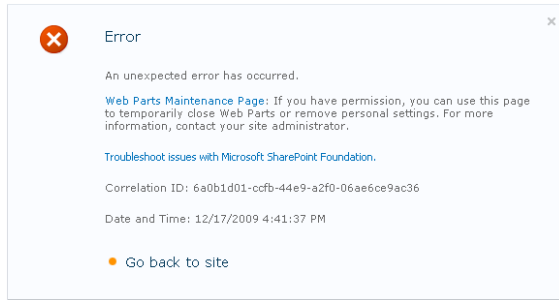 Error
An unexpected error has occurred.
Web Parts Maintenance Page: If you have permission, you can use this page
to temporarily close Web Parts or remove personal settings. For more
information, contact your site administrator.
Troubleshoot issues with Microsoft SharePoint Foundation.
Correlation ID: 6a0b1d01-ccfb-44e9-a2f0-06ae6ce9ac36
Date and Time: 12/17/2009 4:41:37 PM
Go back to site